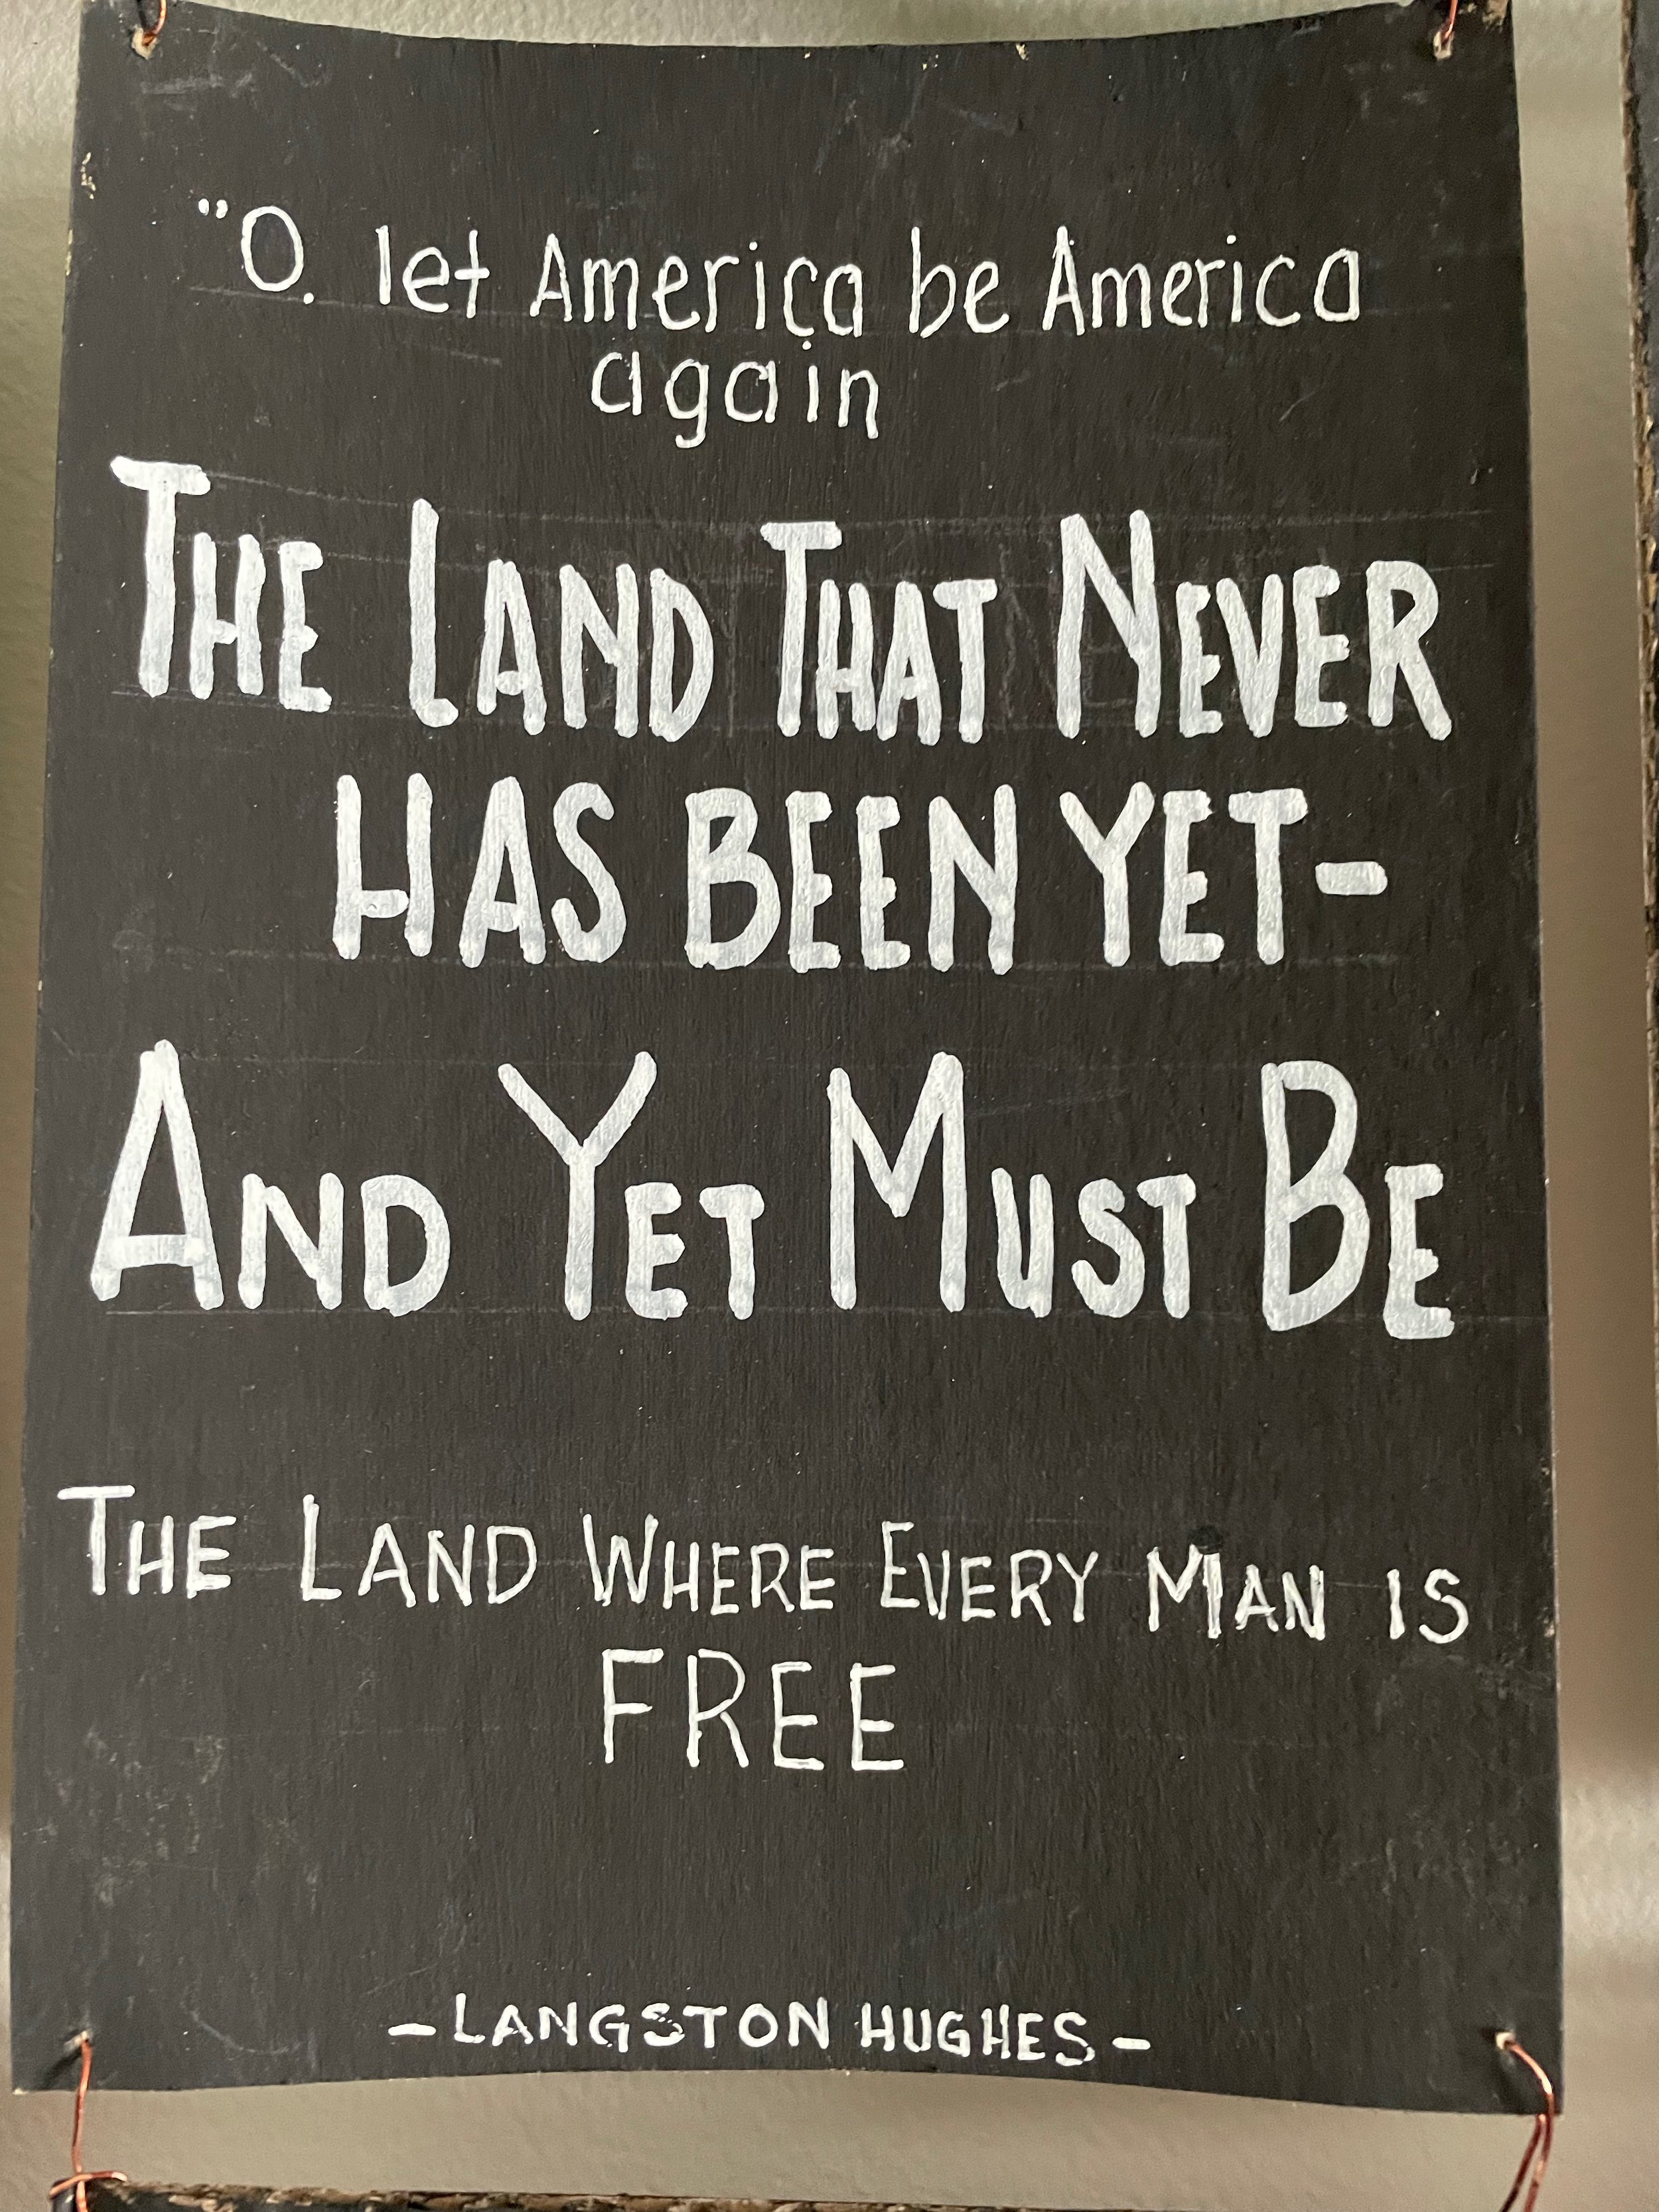 "O. let America be America
again
THE LAND THAT NEVER
HAS BEEN YET-
AND YET MUST BE
THE LAND WHERE EVERY MAN IS
FREE
- LANGSTON HUGHES -